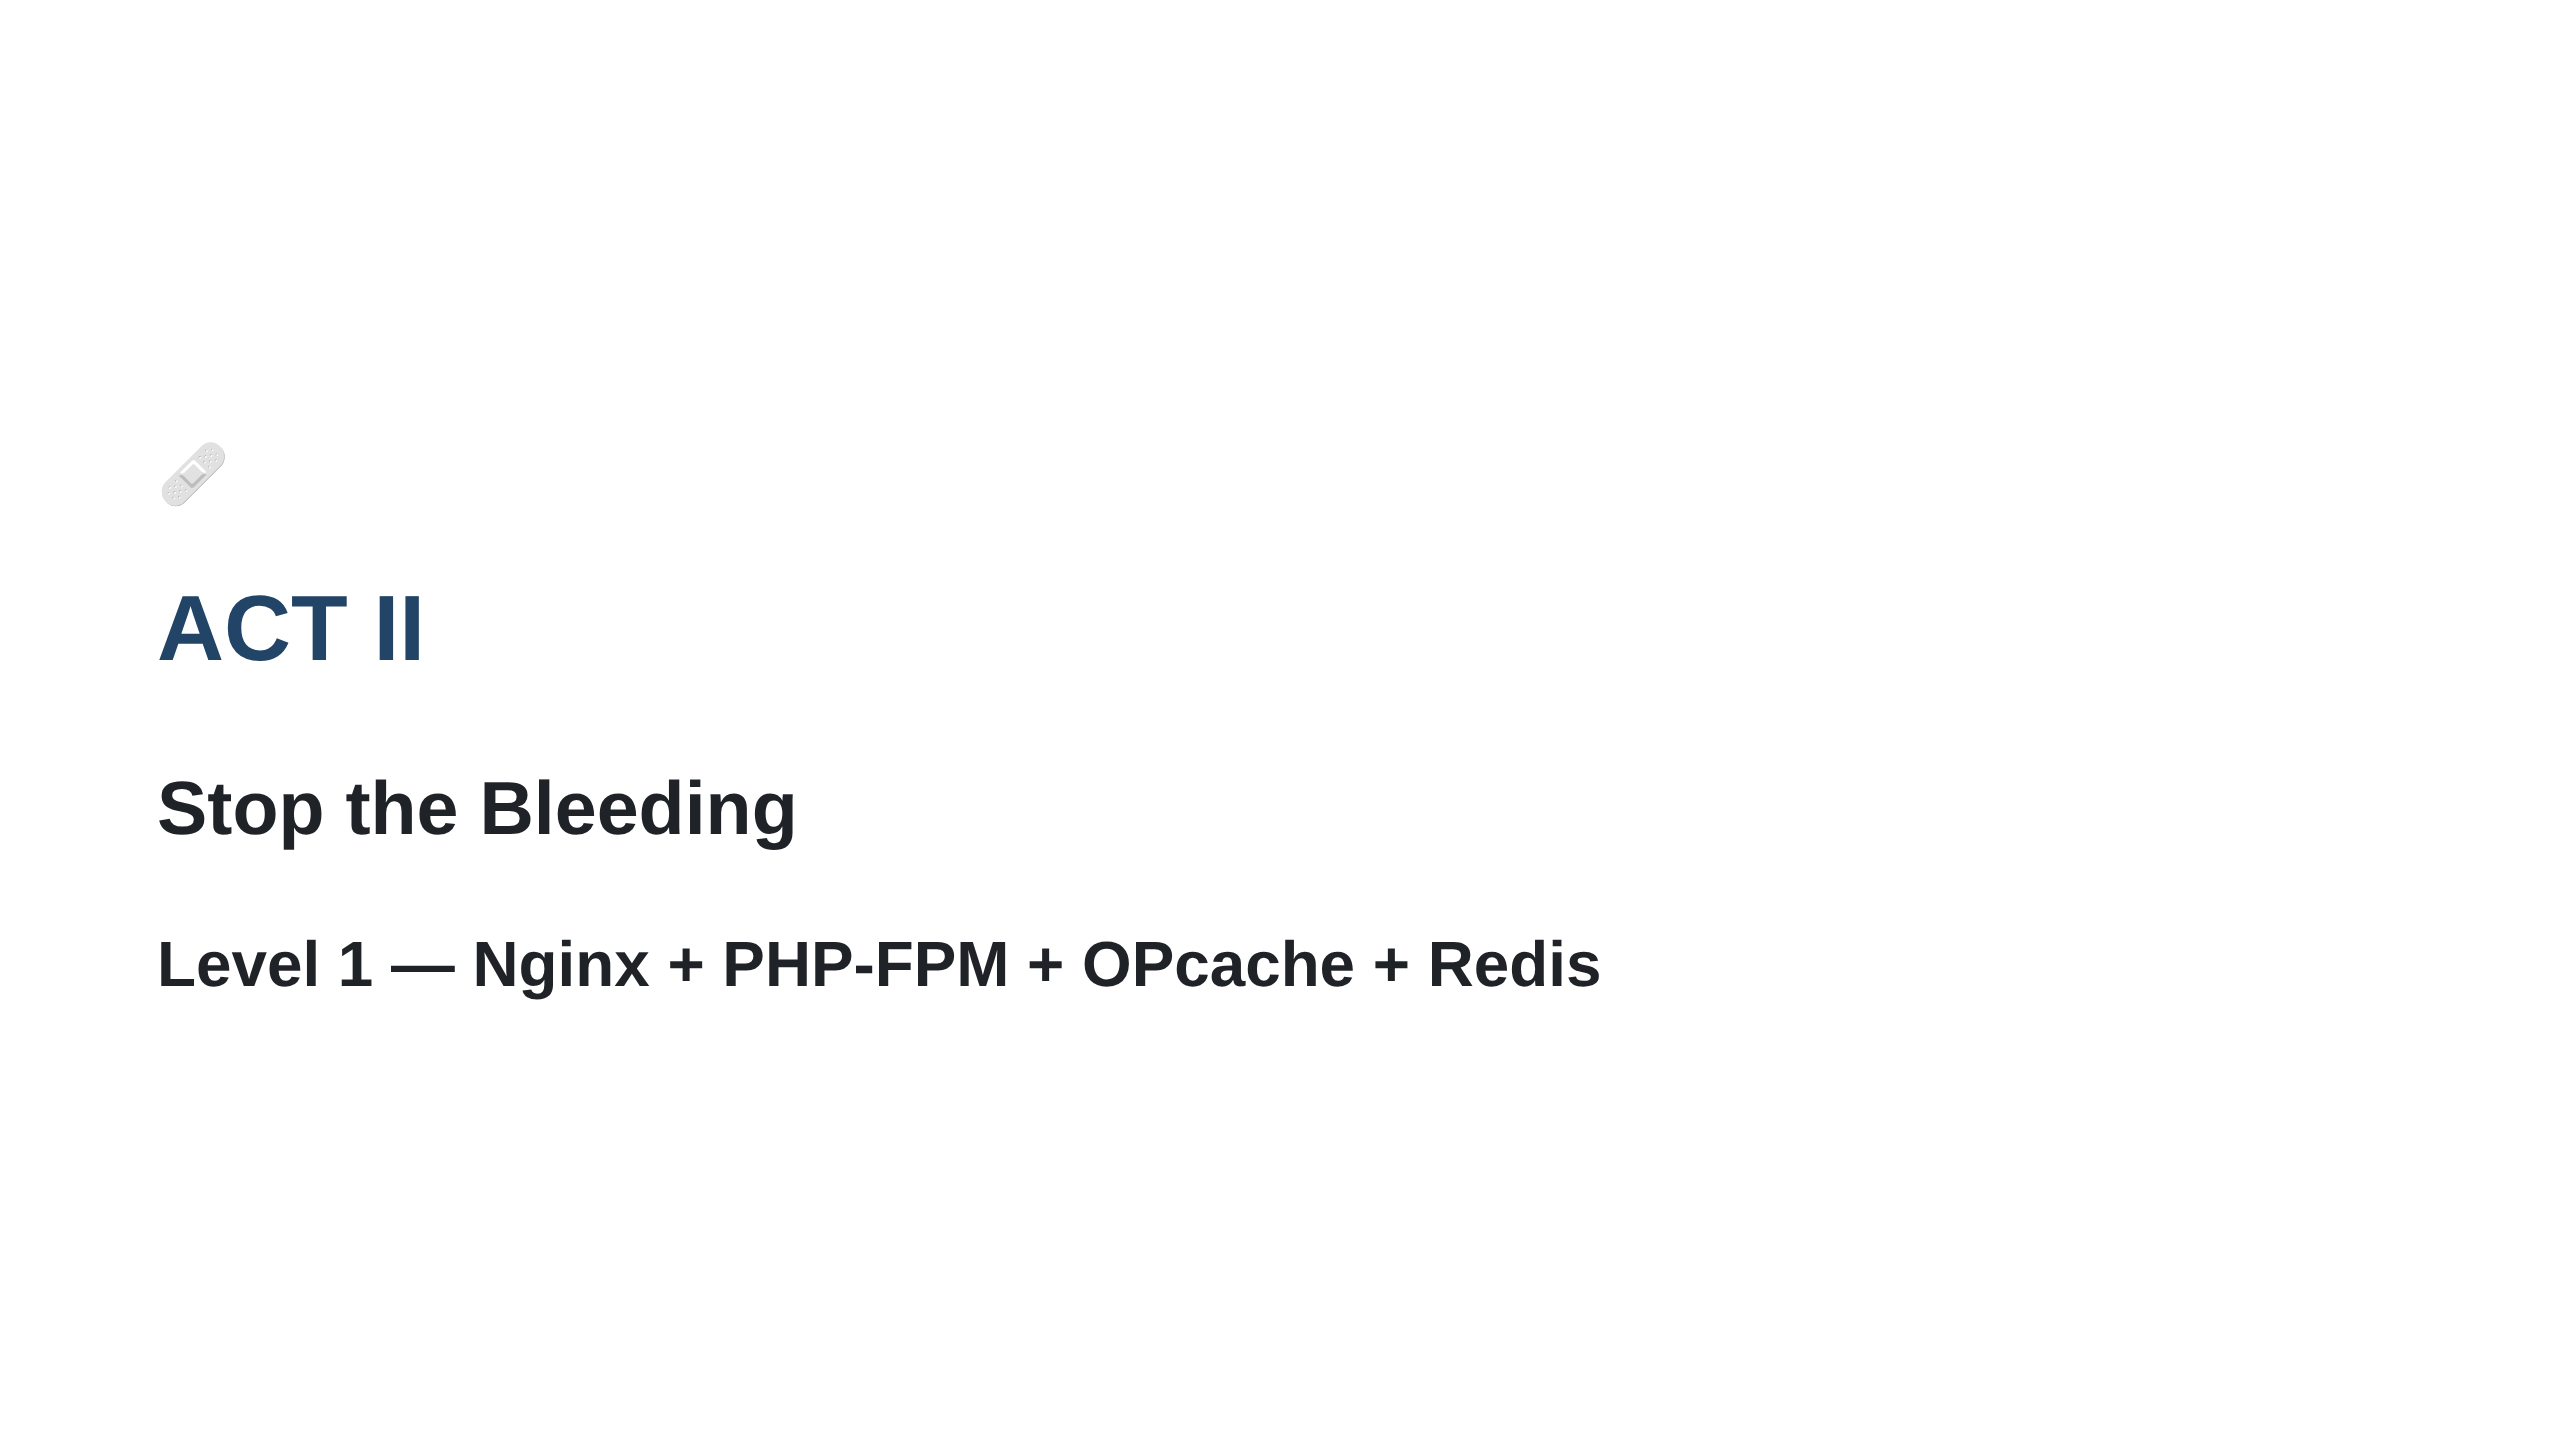 ACT II
Stop the Bleeding
Level 1 — Nginx + PHP-FPM + OPcache + Redis